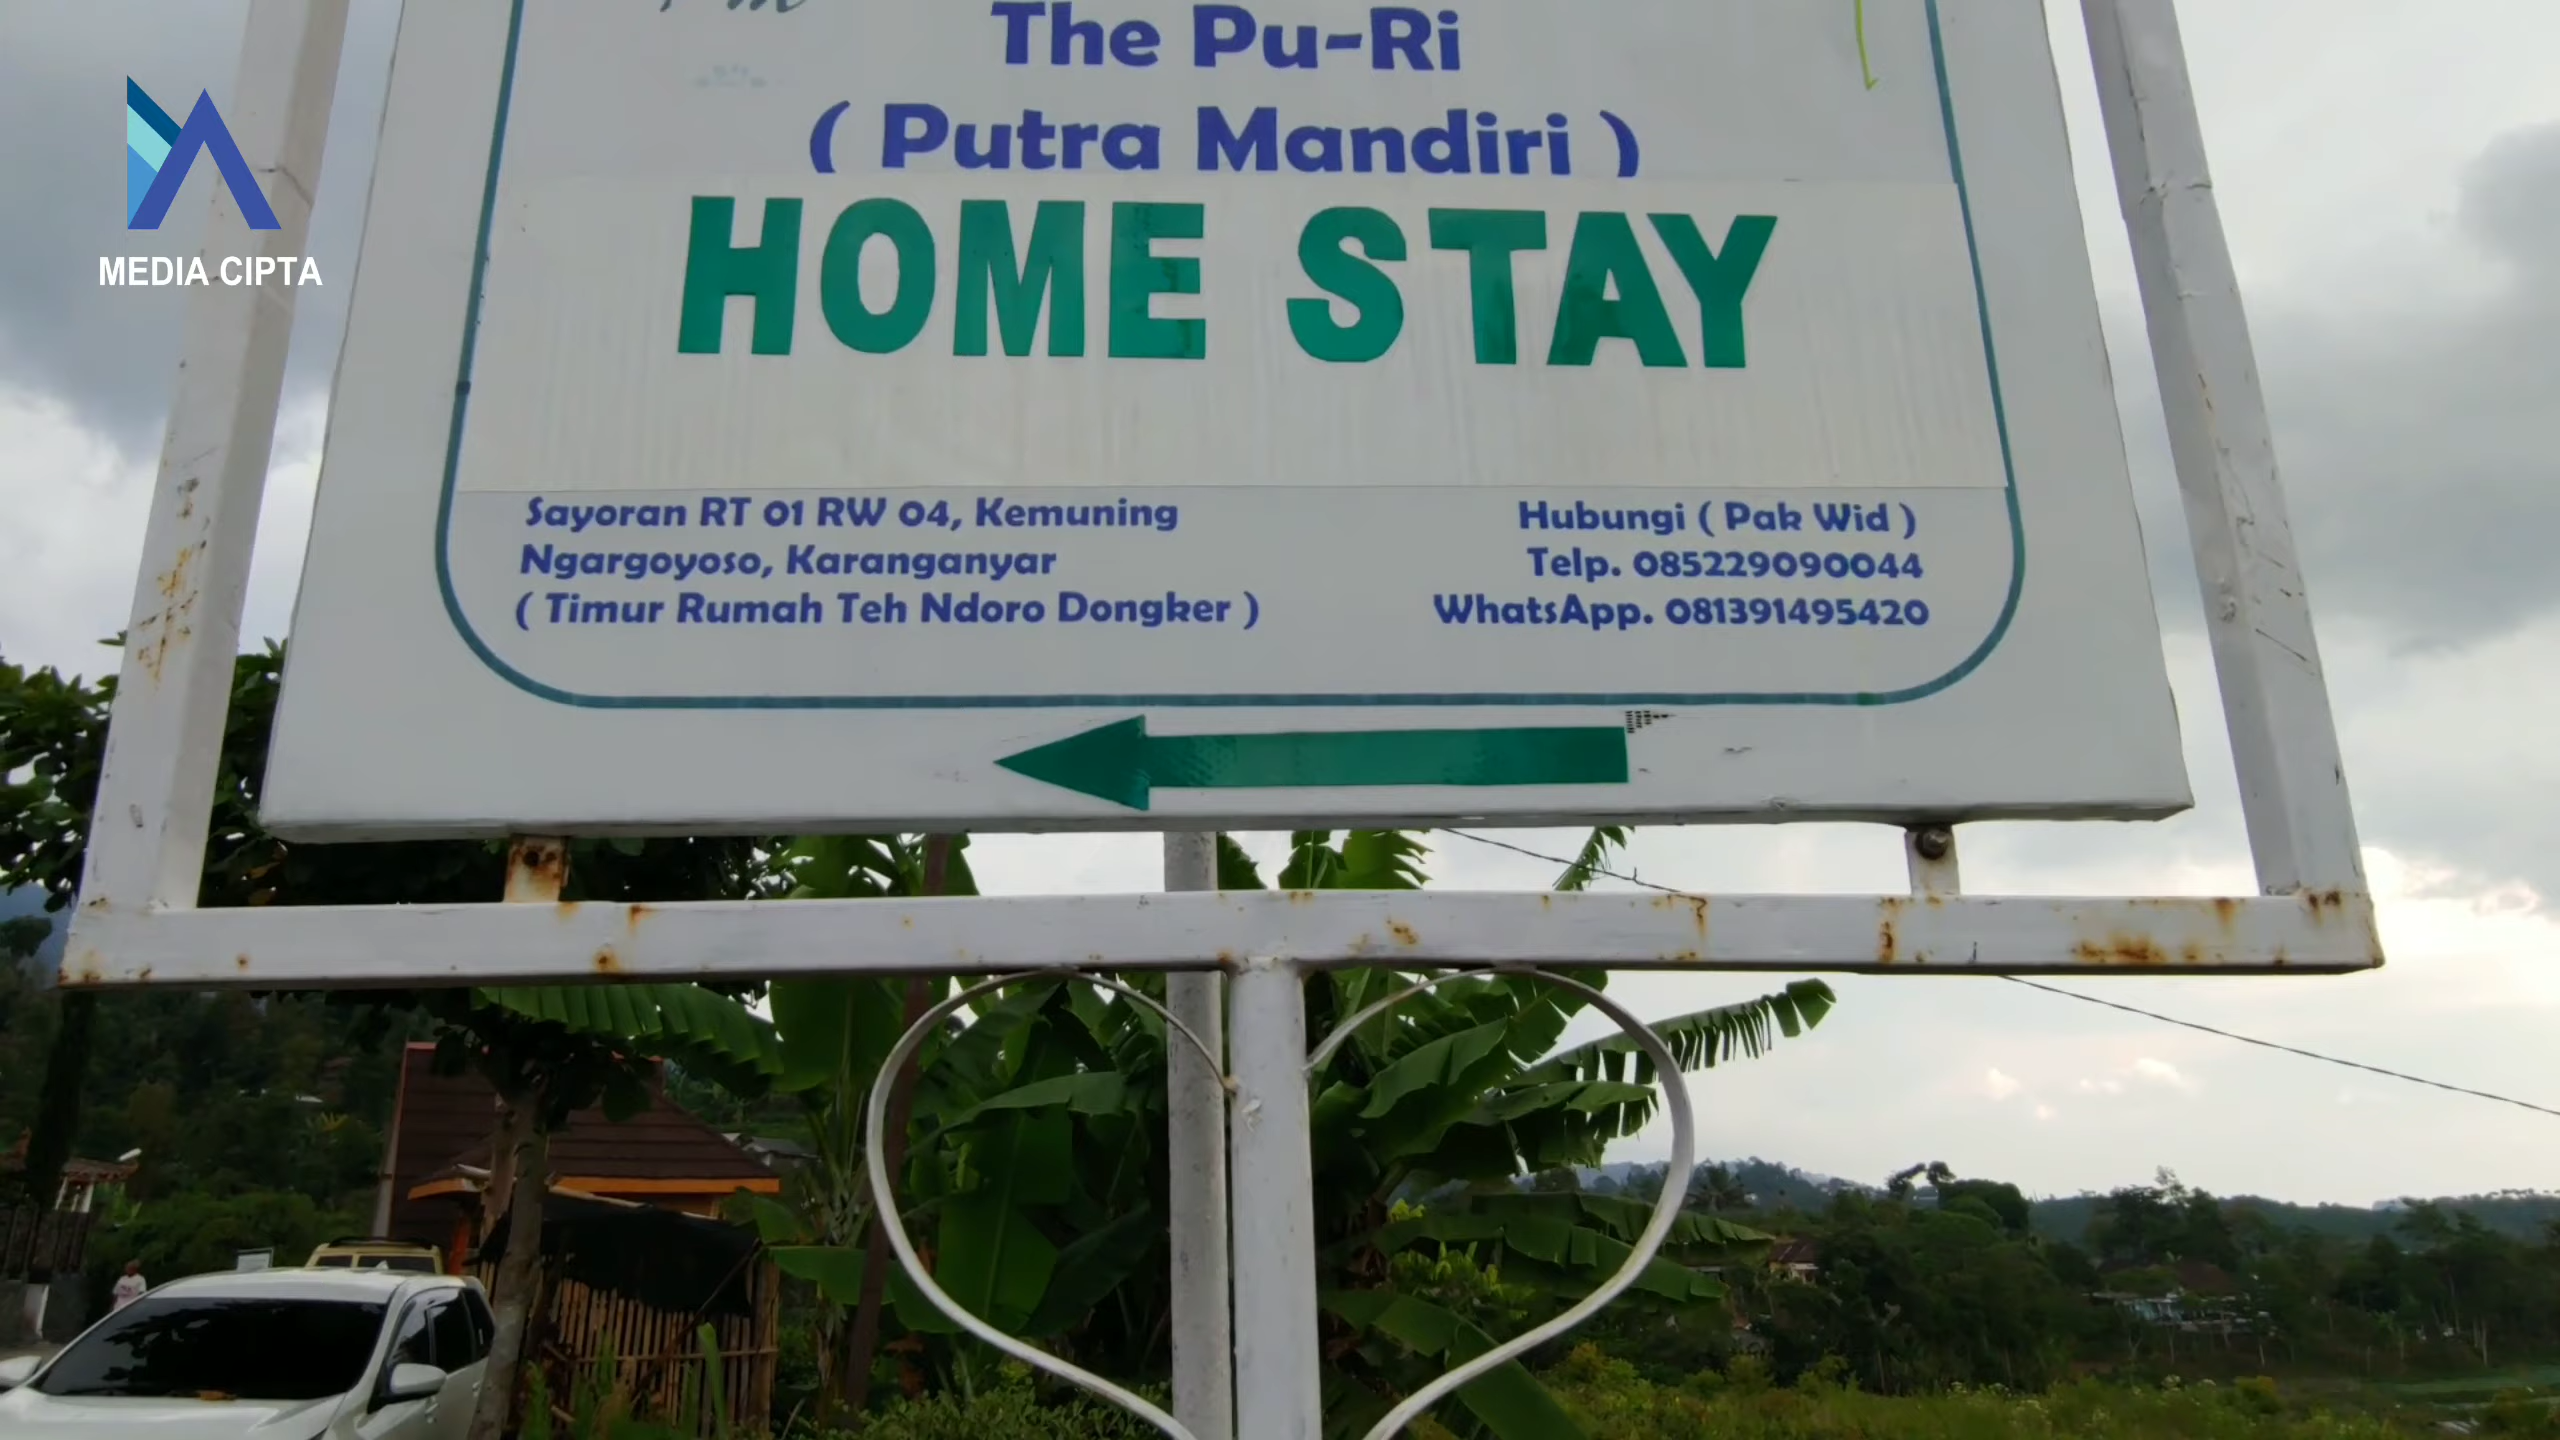 The Pu-Ri
( Putra Mandiri )
HOME STAY
Sayoran RT 01 RW 04, Kemuning
Ngargoyoso, Karanganyar
( Timur Rumah Teh Ndoro Dongker )
Hubungi ( Pak Wid )
Telp. 085229090044
WhatsApp. 081391495420
MEDIA CIPTA